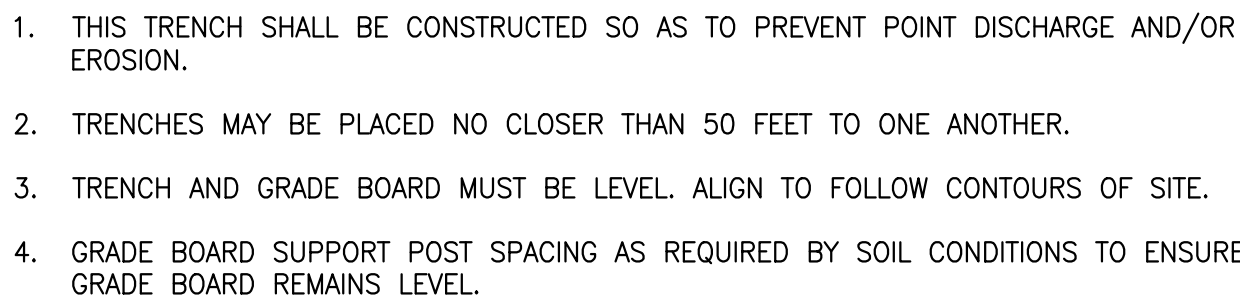 1. THIS TRENCH SHALL BE CONSTRUCTED SO AS TO PREVENT POINT DISCHARGE AND/OR
EROSION.
2. TRENCHES MAY BE PLACED NO CLOSER THAN 50 FEET TO ONE ANOTHER.
3. TRENCH AND GRADE BOARD MUST BE LEVEL. ALIGN TO FOLLOW CONTOURS OF SITE.
4. GRADE BOARD SUPPORT POST SPACING AS REQUIRED BY SOIL CONDITIONS TO ENSURE
GRADE BOARD REMAINS LEVEL.